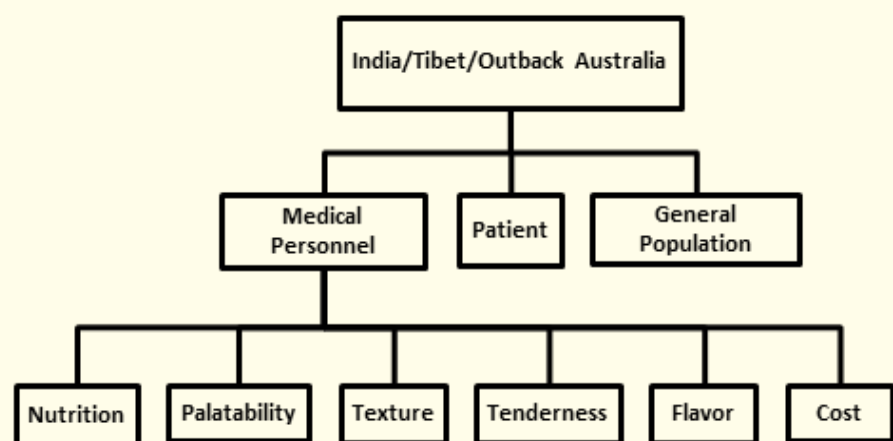 India/Tibet/Outback Australia
Medical
Personnel
Patient
General
Population
Nutrition
Palatability
Texture
Tenderness
Flavor
Cost